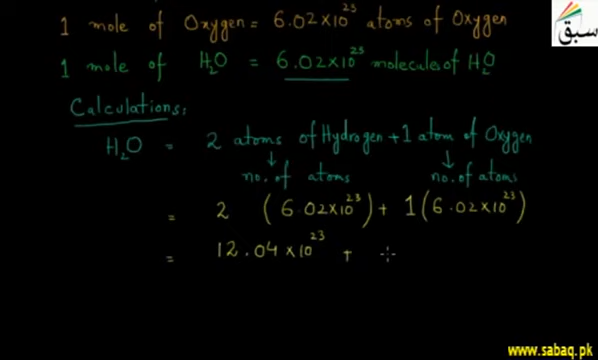 1 mole of Oxygen = 6.02×10²³ atoms of Oxygen
سبق
1 mole of H₂O = 6.02×10²³ molecules of H₂O
Calculations:
H₂O = 2 atoms of Hydrogen + 1 atom of Oxygen
↓ ↓
no. of atoms no. of atoms
= 2 (6.02×10²³) + 1(6.02×10²³)
= 12.04×10²³ +
www.sabaq.pk